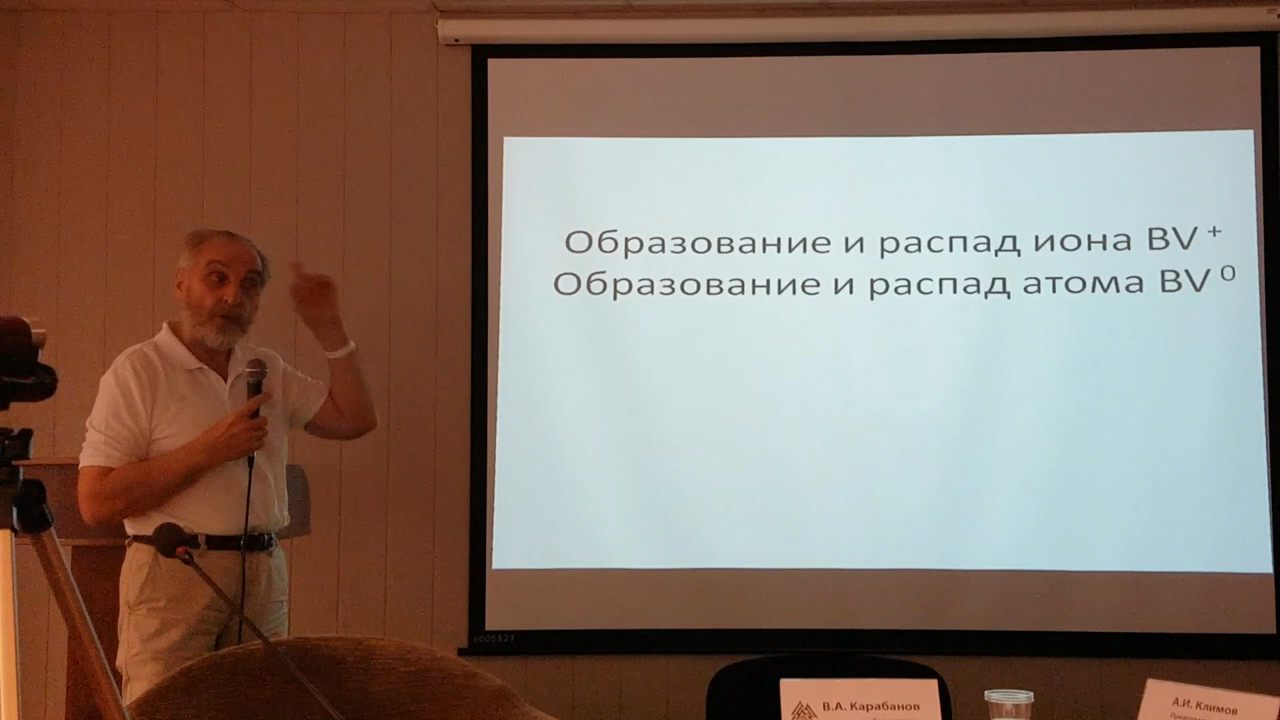 Образование и распад иона BV⁺
Образование и распад атома BV⁰
В.А. Карабанов
А.И. Климов